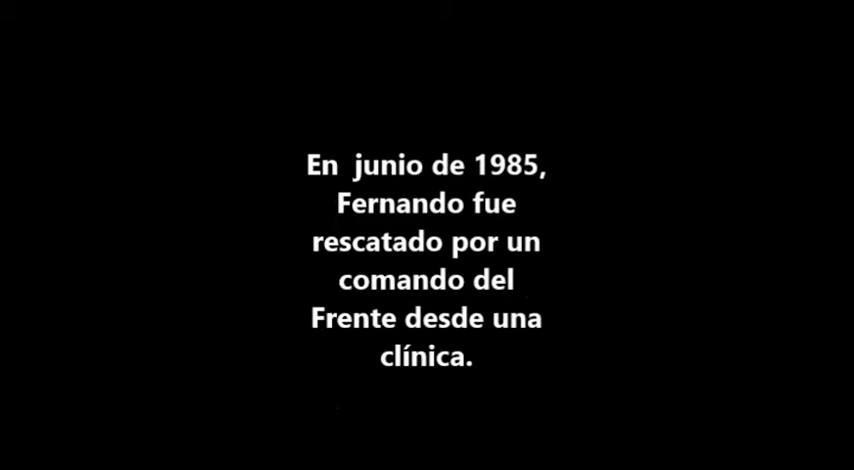 En  junio de 1985,
Fernando fue
rescatado por un
comando del
Frente desde una
clínica.